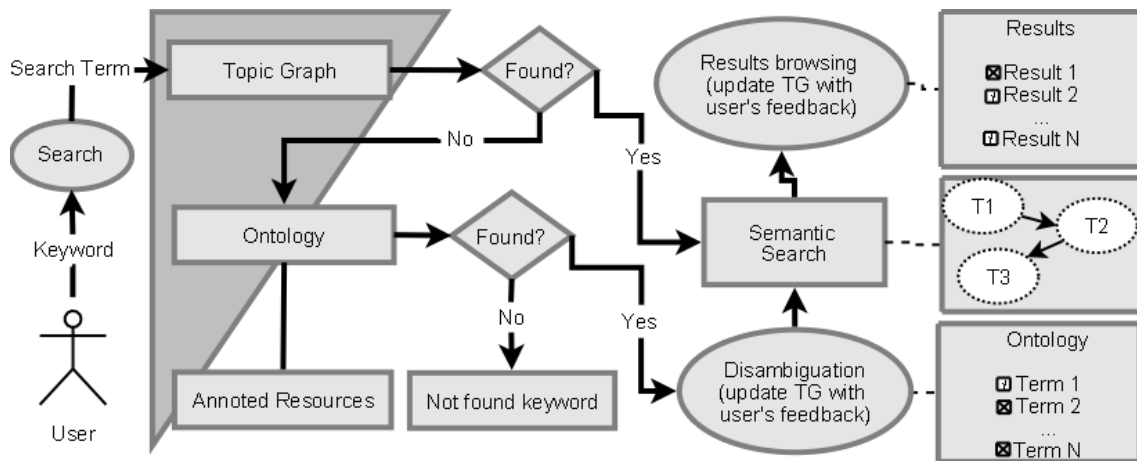 Search Term
Topic Graph
Found?
No
Yes
Search
Keyword
User
Ontology
Found?
No
Yes
Annoted Resources
Not found keyword
Results browsing
(update TG with
user's feedback)
Semantic
Search
Disambiguation
(update TG with
user's feedback)
Results
Result 1
Result 2
...
Result N
T1
T2
T3
Ontology
Term 1
Term 2
...
Term N